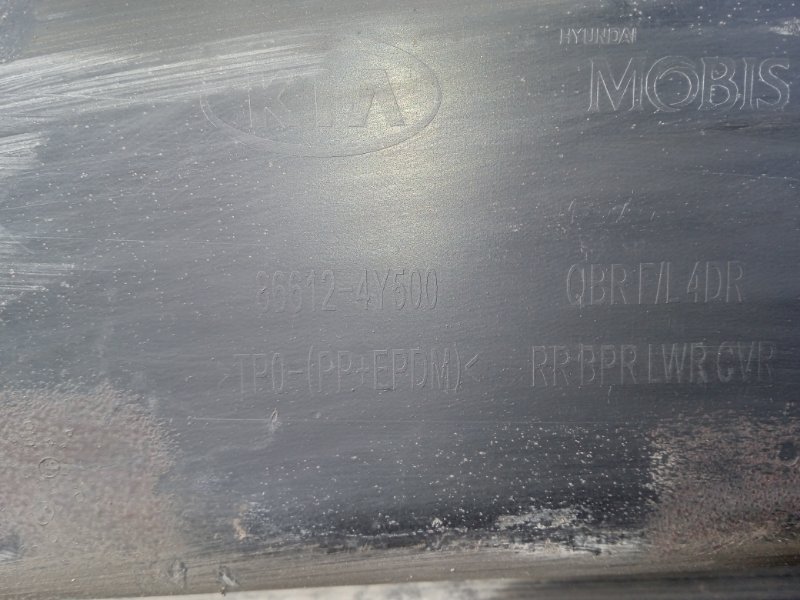 KIA
HYUNDAI
MOBIS
86612-4Y500
QBR F/L 4DR
>TPO-(PP+EPDM)<
RR BPR LWR CVR